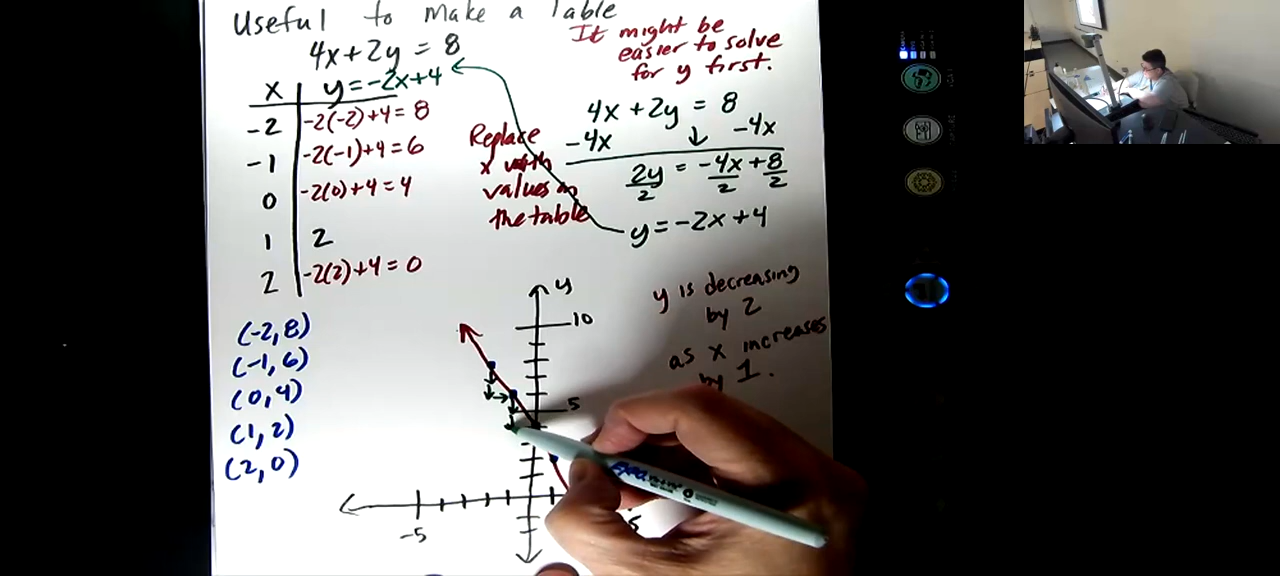 Useful to Make a Table
4x+2y = 8
x y=-2x+4
-2 -2(-2)+4=8
-1 -2(-1)+4=6
0 -2(0)+4=4
1 2
2 -2(2)+4=0
(-2,8)
(-1,6)
(0,4)
(1,2)
(2,0)
It might be
easier to solve
for y first.
4x+2y = 8
-4x ↓ -4x
2y/2 = -4x/2 + 8/2
y=-2x+4
Replace
x with
values in
the table
y is decreasing
by 2
as x increases
by 1.
y
10
5
-5
5
EXPO